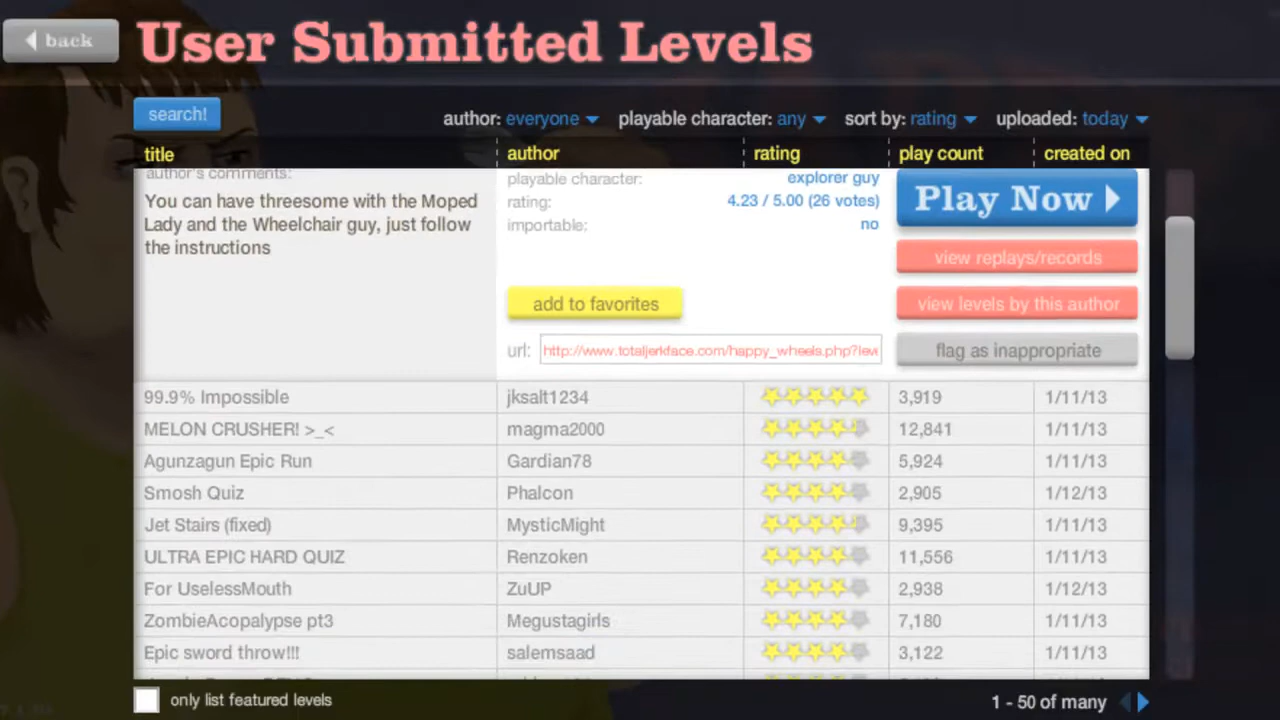 back
User Submitted Levels
search!
author: everyone playable character: any sort by: rating uploaded: today
title author rating play count created on
author's comments:
You can have threesome with the Moped
Lady and the Wheelchair guy, just follow
the instructions
playable character: explorer guy
rating: 4.23 / 5.00 (26 votes)
importable: no
add to favorites
url: http://www.totaljerkface.com/happy_wheels.php?lev
Play Now
view replays/records
view levels by this author
flag as inappropriate
99.9% Impossible jksalt1234 3,919 1/11/13
MELON CRUSHER! >_< magma2000 12,841 1/11/13
Agunzagun Epic Run Gardian78 5,924 1/11/13
Smosh Quiz Phalcon 2,905 1/12/13
Jet Stairs (fixed) MysticMight 9,395 1/11/13
ULTRA EPIC HARD QUIZ Renzoken 11,556 1/11/13
For UselessMouth ZuUP 2,938 1/12/13
ZombieAcopalypse pt3 Megustagirls 7,180 1/11/13
Epic sword throw!!! salemsaad 3,122 1/11/13
only list featured levels
1 - 50 of many